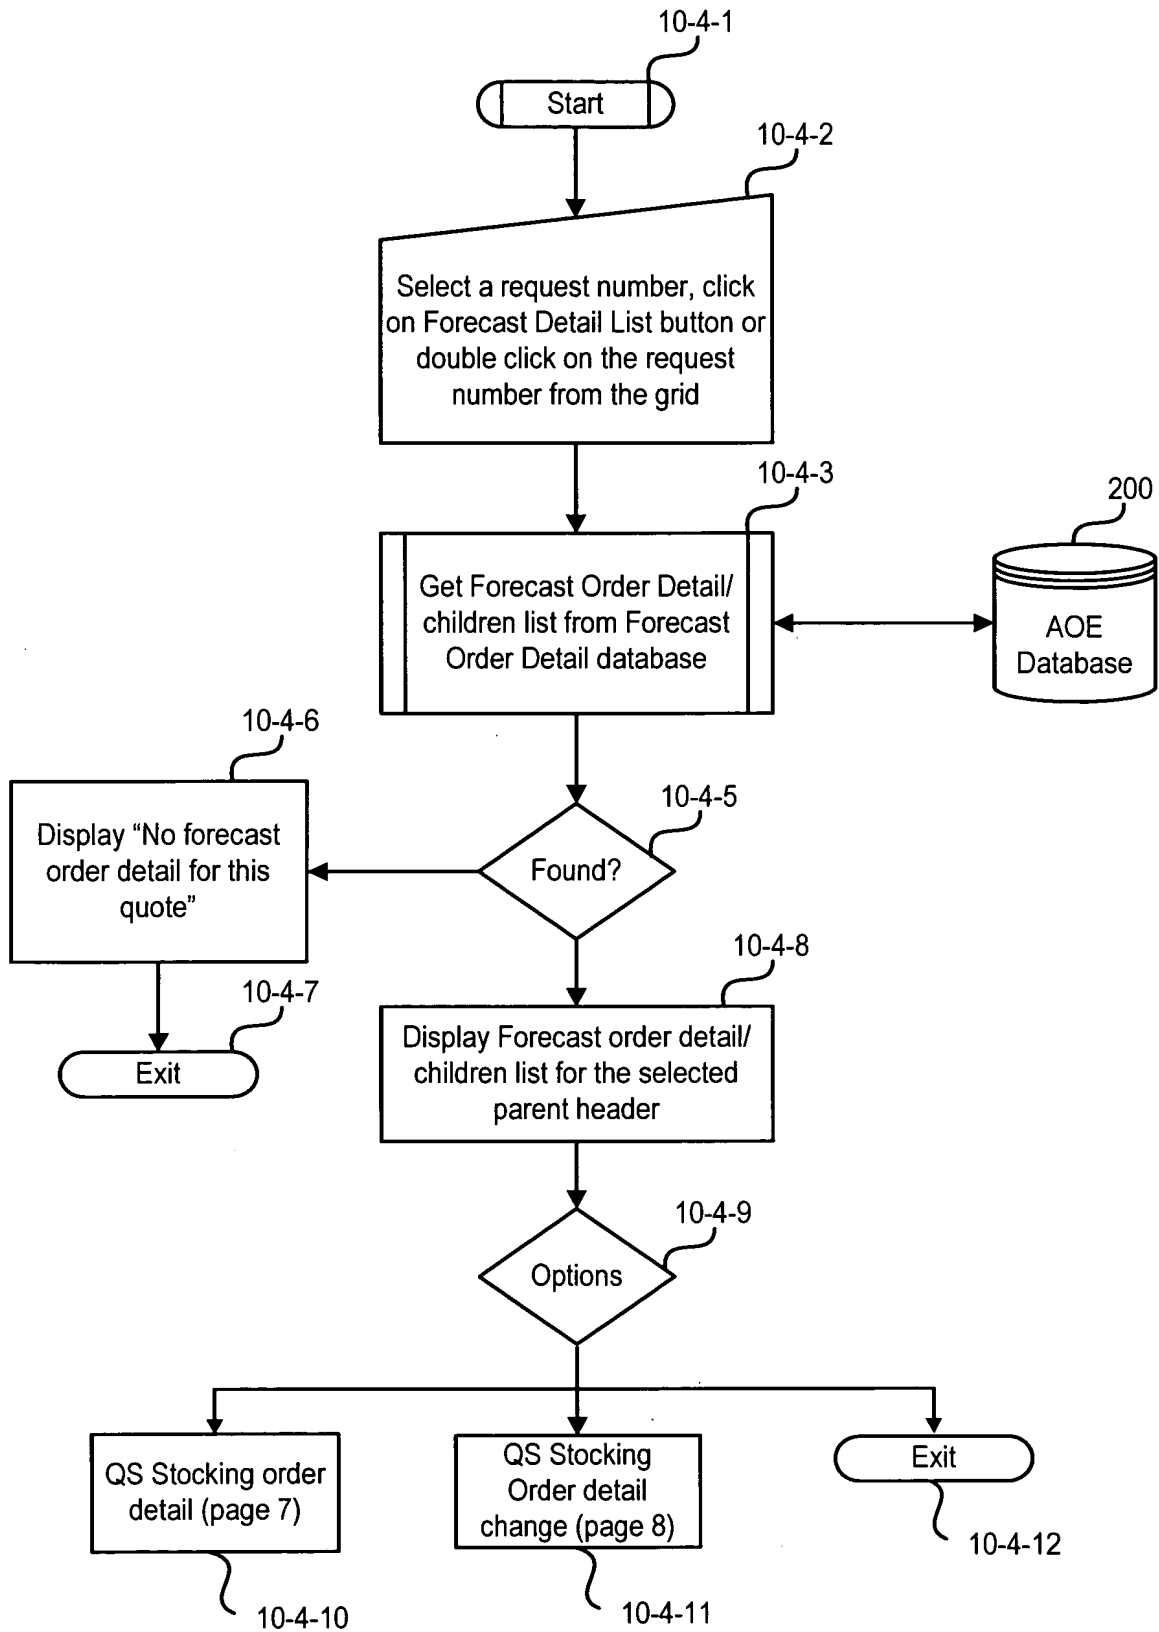 10-4-1
Start
10-4-2
Select a request number, click
on Forecast Detail List button or
double click on the request
number from the grid
10-4-3
200
Get Forecast Order Detail/
children list from Forecast
Order Detail database
AOE
Database
10-4-6
10-4-5
Display “No forecast
order detail for this
quote”
Found?
10-4-8
10-4-7
Exit
Display Forecast order detail/
children list for the selected
parent header
10-4-9
Options
QS Stocking order
detail (page 7)
QS Stocking
Order detail
change (page 8)
Exit
10-4-12
10-4-10
10-4-11